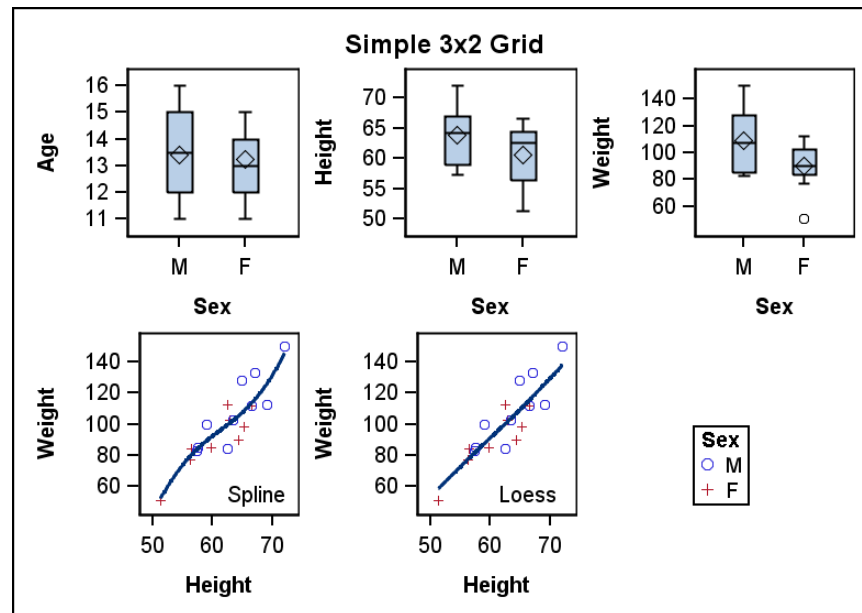 Simple 3x2 Grid
Age
16
15
14
13
12
11
M F
Sex
Height
70
65
60
55
50
M F
Sex
Weight
140
120
100
80
60
M F
Sex
Weight
140
120
100
80
60
Spline
50 60 70
Height
Weight
140
120
100
80
60
Loess
50 60 70
Height
Sex
M
F